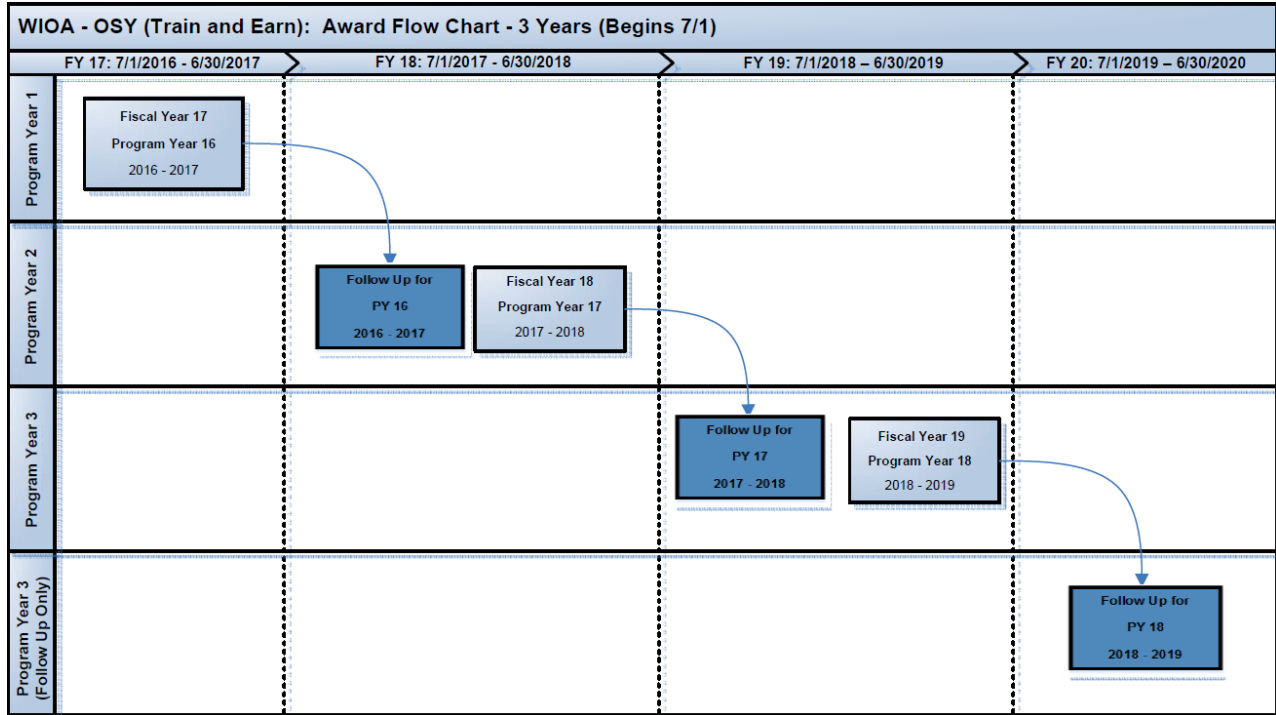 WIOA - OSY (Train and Earn):  Award Flow Chart - 3 Years (Begins 7/1)
FY 17: 7/1/2016 - 6/30/2017
FY 18: 7/1/2017 - 6/30/2018
FY 19: 7/1/2018 – 6/30/2019
FY 20: 7/1/2019 – 6/30/2020
Program Year 1
Fiscal Year 17
Program Year 16
2016 - 2017
Program Year 2
Follow Up for
PY 16
2016 - 2017
Fiscal Year 18
Program Year 17
2017 - 2018
Program Year 3
Follow Up for
PY 17
2017 - 2018
Fiscal Year 19
Program Year 18
2018 - 2019
Program Year 3
(Follow Up Only)
Follow Up for
PY 18
2018 - 2019